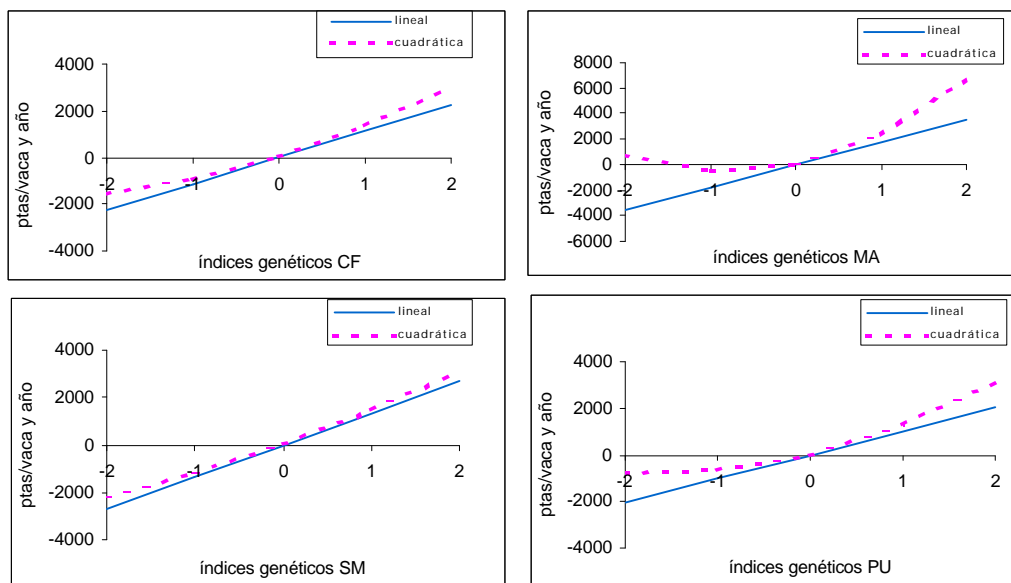 lineal
cuadrática
4000
2000
0
-2000
-4000
-2 -1 0 1 2
ptas/vaca y año
índices genéticos CF
lineal
cuadrática
8000
6000
4000
2000
0
-2000
-4000
-6000
-2 -1 0 1 2
ptas/vaca y año
índices genéticos MA
lineal
cuadrática
4000
2000
0
-2000
-4000
-2 -1 0 1 2
ptas/vaca y año
índices genéticos SM
lineal
cuadrática
4000
2000
0
-2000
-4000
-2 -1 0 1 2
ptas/vaca y año
índices genéticos PU